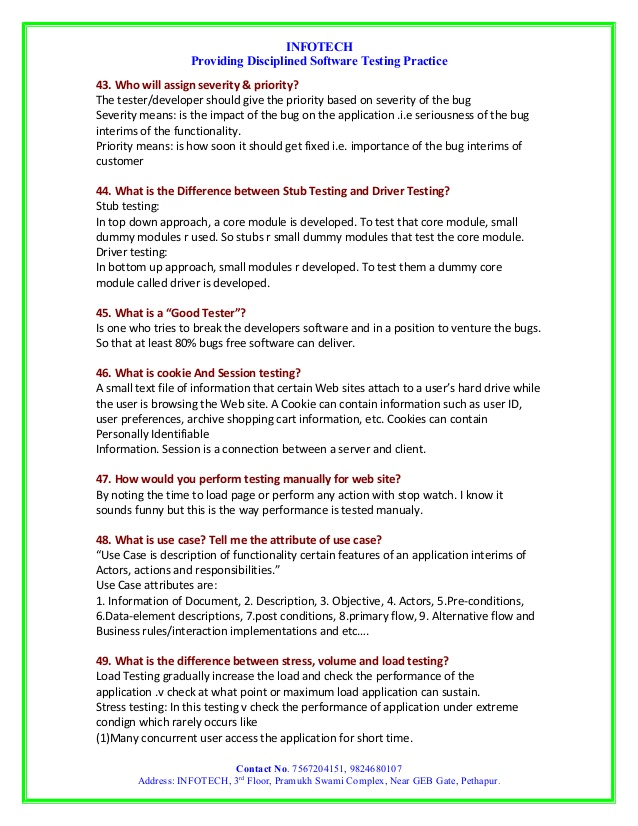 INFOTECH
Providing Disciplined Software Testing Practice
43. Who will assign severity & priority?
The tester/developer should give the priority based on severity of the bug
Severity means: is the impact of the bug on the application .i.e seriousness of the bug
interims of the functionality.
Priority means: is how soon it should get fixed i.e. importance of the bug interims of
customer
44. What is the Difference between Stub Testing and Driver Testing?
Stub testing:
In top down approach, a core module is developed. To test that core module, small
dummy modules r used. So stubs r small dummy modules that test the core module.
Driver testing:
In bottom up approach, small modules r developed. To test them a dummy core
module called driver is developed.
45. What is a “Good Tester”?
Is one who tries to break the developers software and in a position to venture the bugs.
So that at least 80% bugs free software can deliver.
46. What is cookie And Session testing?
A small text file of information that certain Web sites attach to a user’s hard drive while
the user is browsing the Web site. A Cookie can contain information such as user ID,
user preferences, archive shopping cart information, etc. Cookies can contain
Personally Identifiable
Information. Session is a connection between a server and client.
47. How would you perform testing manually for web site?
By noting the time to load page or perform any action with stop watch. I know it
sounds funny but this is the way performance is tested manualy.
48. What is use case? Tell me the attribute of use case?
“Use Case is description of functionality certain features of an application interims of
Actors, actions and responsibilities.”
Use Case attributes are:
1. Information of Document, 2. Description, 3. Objective, 4. Actors, 5.Pre-conditions,
6.Data-element descriptions, 7.post conditions, 8.primary flow, 9. Alternative flow and
Business rules/interaction implementations and etc….
49. What is the difference between stress, volume and load testing?
Load Testing gradually increase the load and check the performance of the
application .v check at what point or maximum load application can sustain.
Stress testing: In this testing v check the performance of application under extreme
condign which rarely occurs like
(1)Many concurrent user access the application for short time.
Contact No. 7567204151, 9824680107
Address: INFOTECH, 3rd Floor, Pramukh Swami Complex, Near GEB Gate, Pethapur.